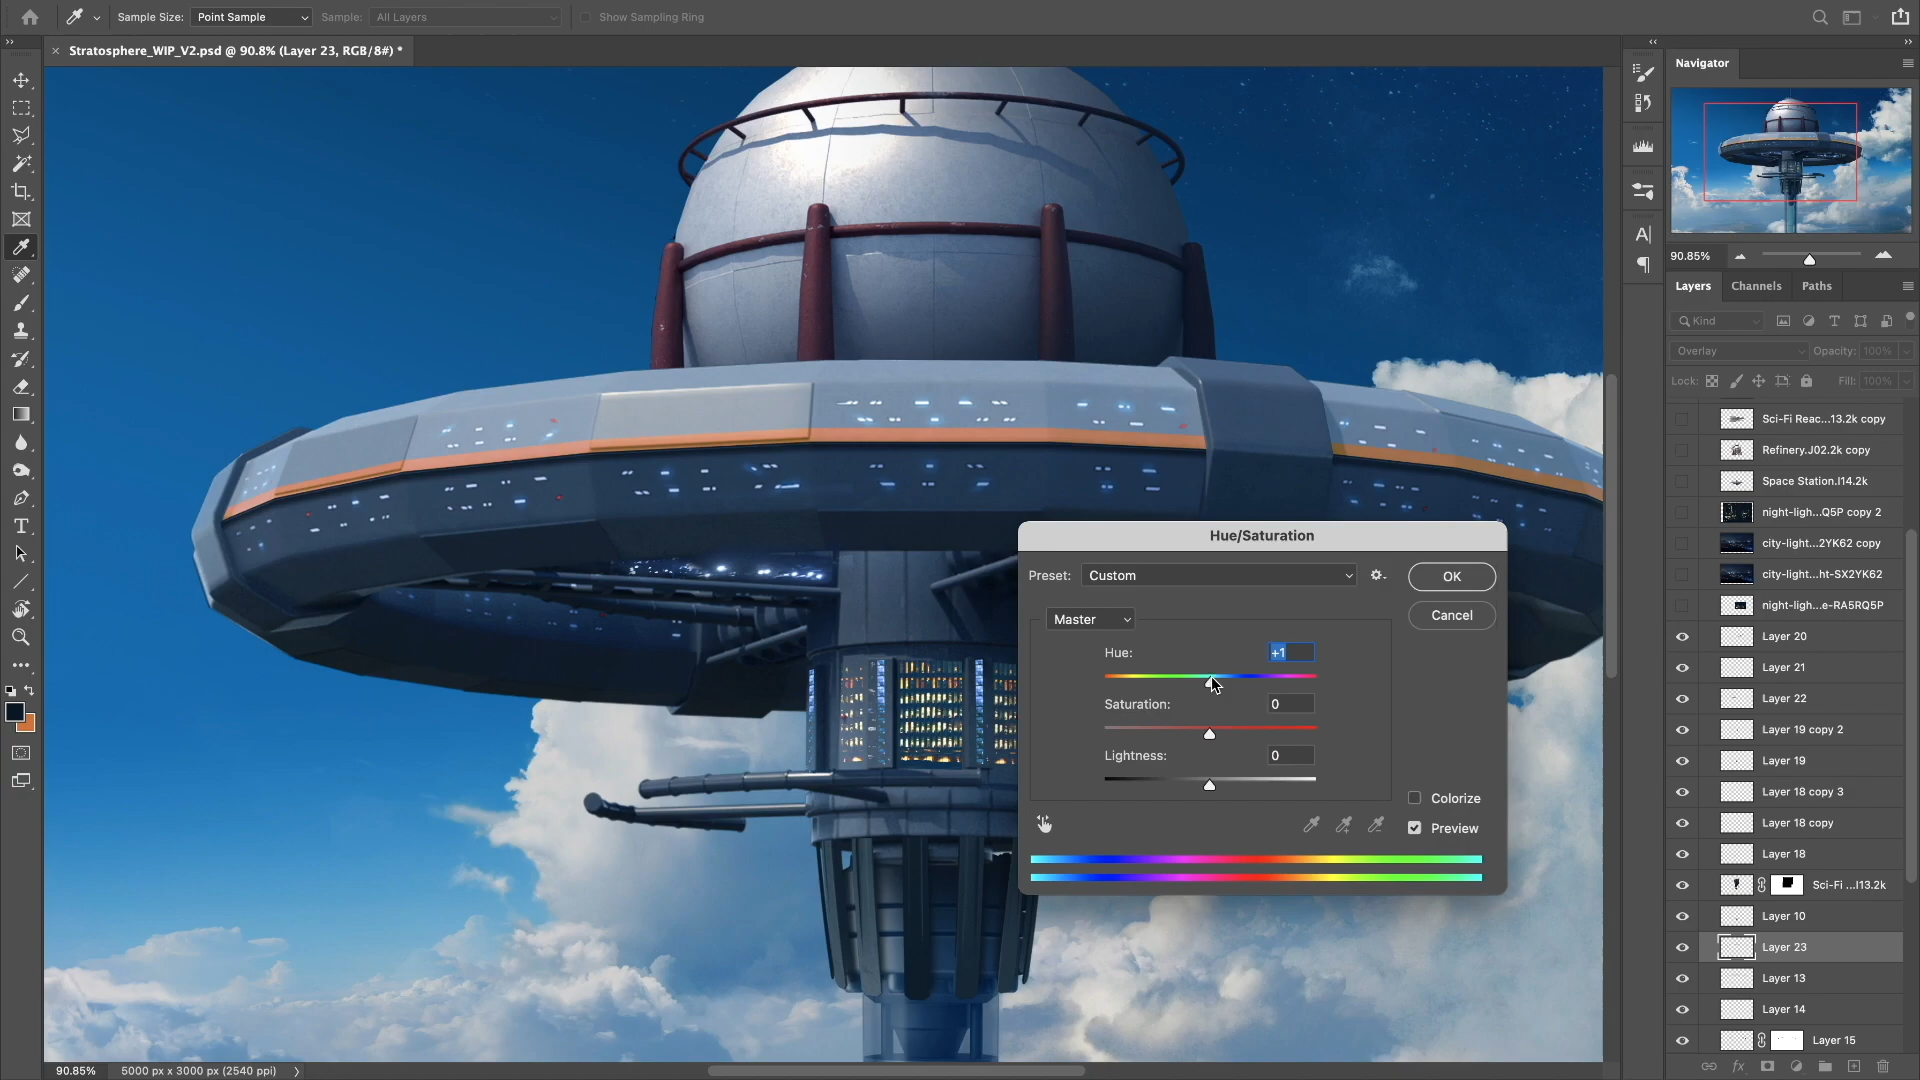 Sample Size: Point Sample Sample: All Layers Show Sampling Ring
Stratosphere_WIP_V2.psd @ 90.8% (Layer 23, RGB/8#) *
Navigator
90.85%
Layers Channels Paths
Kind
Overlay Opacity: 100%
Lock: Fill: 100%
Sci-Fi Reac...13.2k copy
Refinery.J02.2k copy
Space Station.I14.2k
night-ligh...Q5P copy 2
city-light...2YK62 copy
city-light...ht-SX2YK62
night-ligh...e-RA5RQ5P
Layer 20
Layer 21
Layer 22
Layer 19 copy 2
Layer 19
Layer 18 copy 3
Layer 18 copy
Layer 18
Sci-Fi ...I13.2k
Layer 10
Layer 23
Layer 13
Layer 14
Layer 15
Hue/Saturation
Preset: Custom
OK
Cancel
Master
Hue: +1
Saturation: 0
Lightness: 0
Colorize
Preview
90.85% 5000 px x 3000 px (2540 ppi)